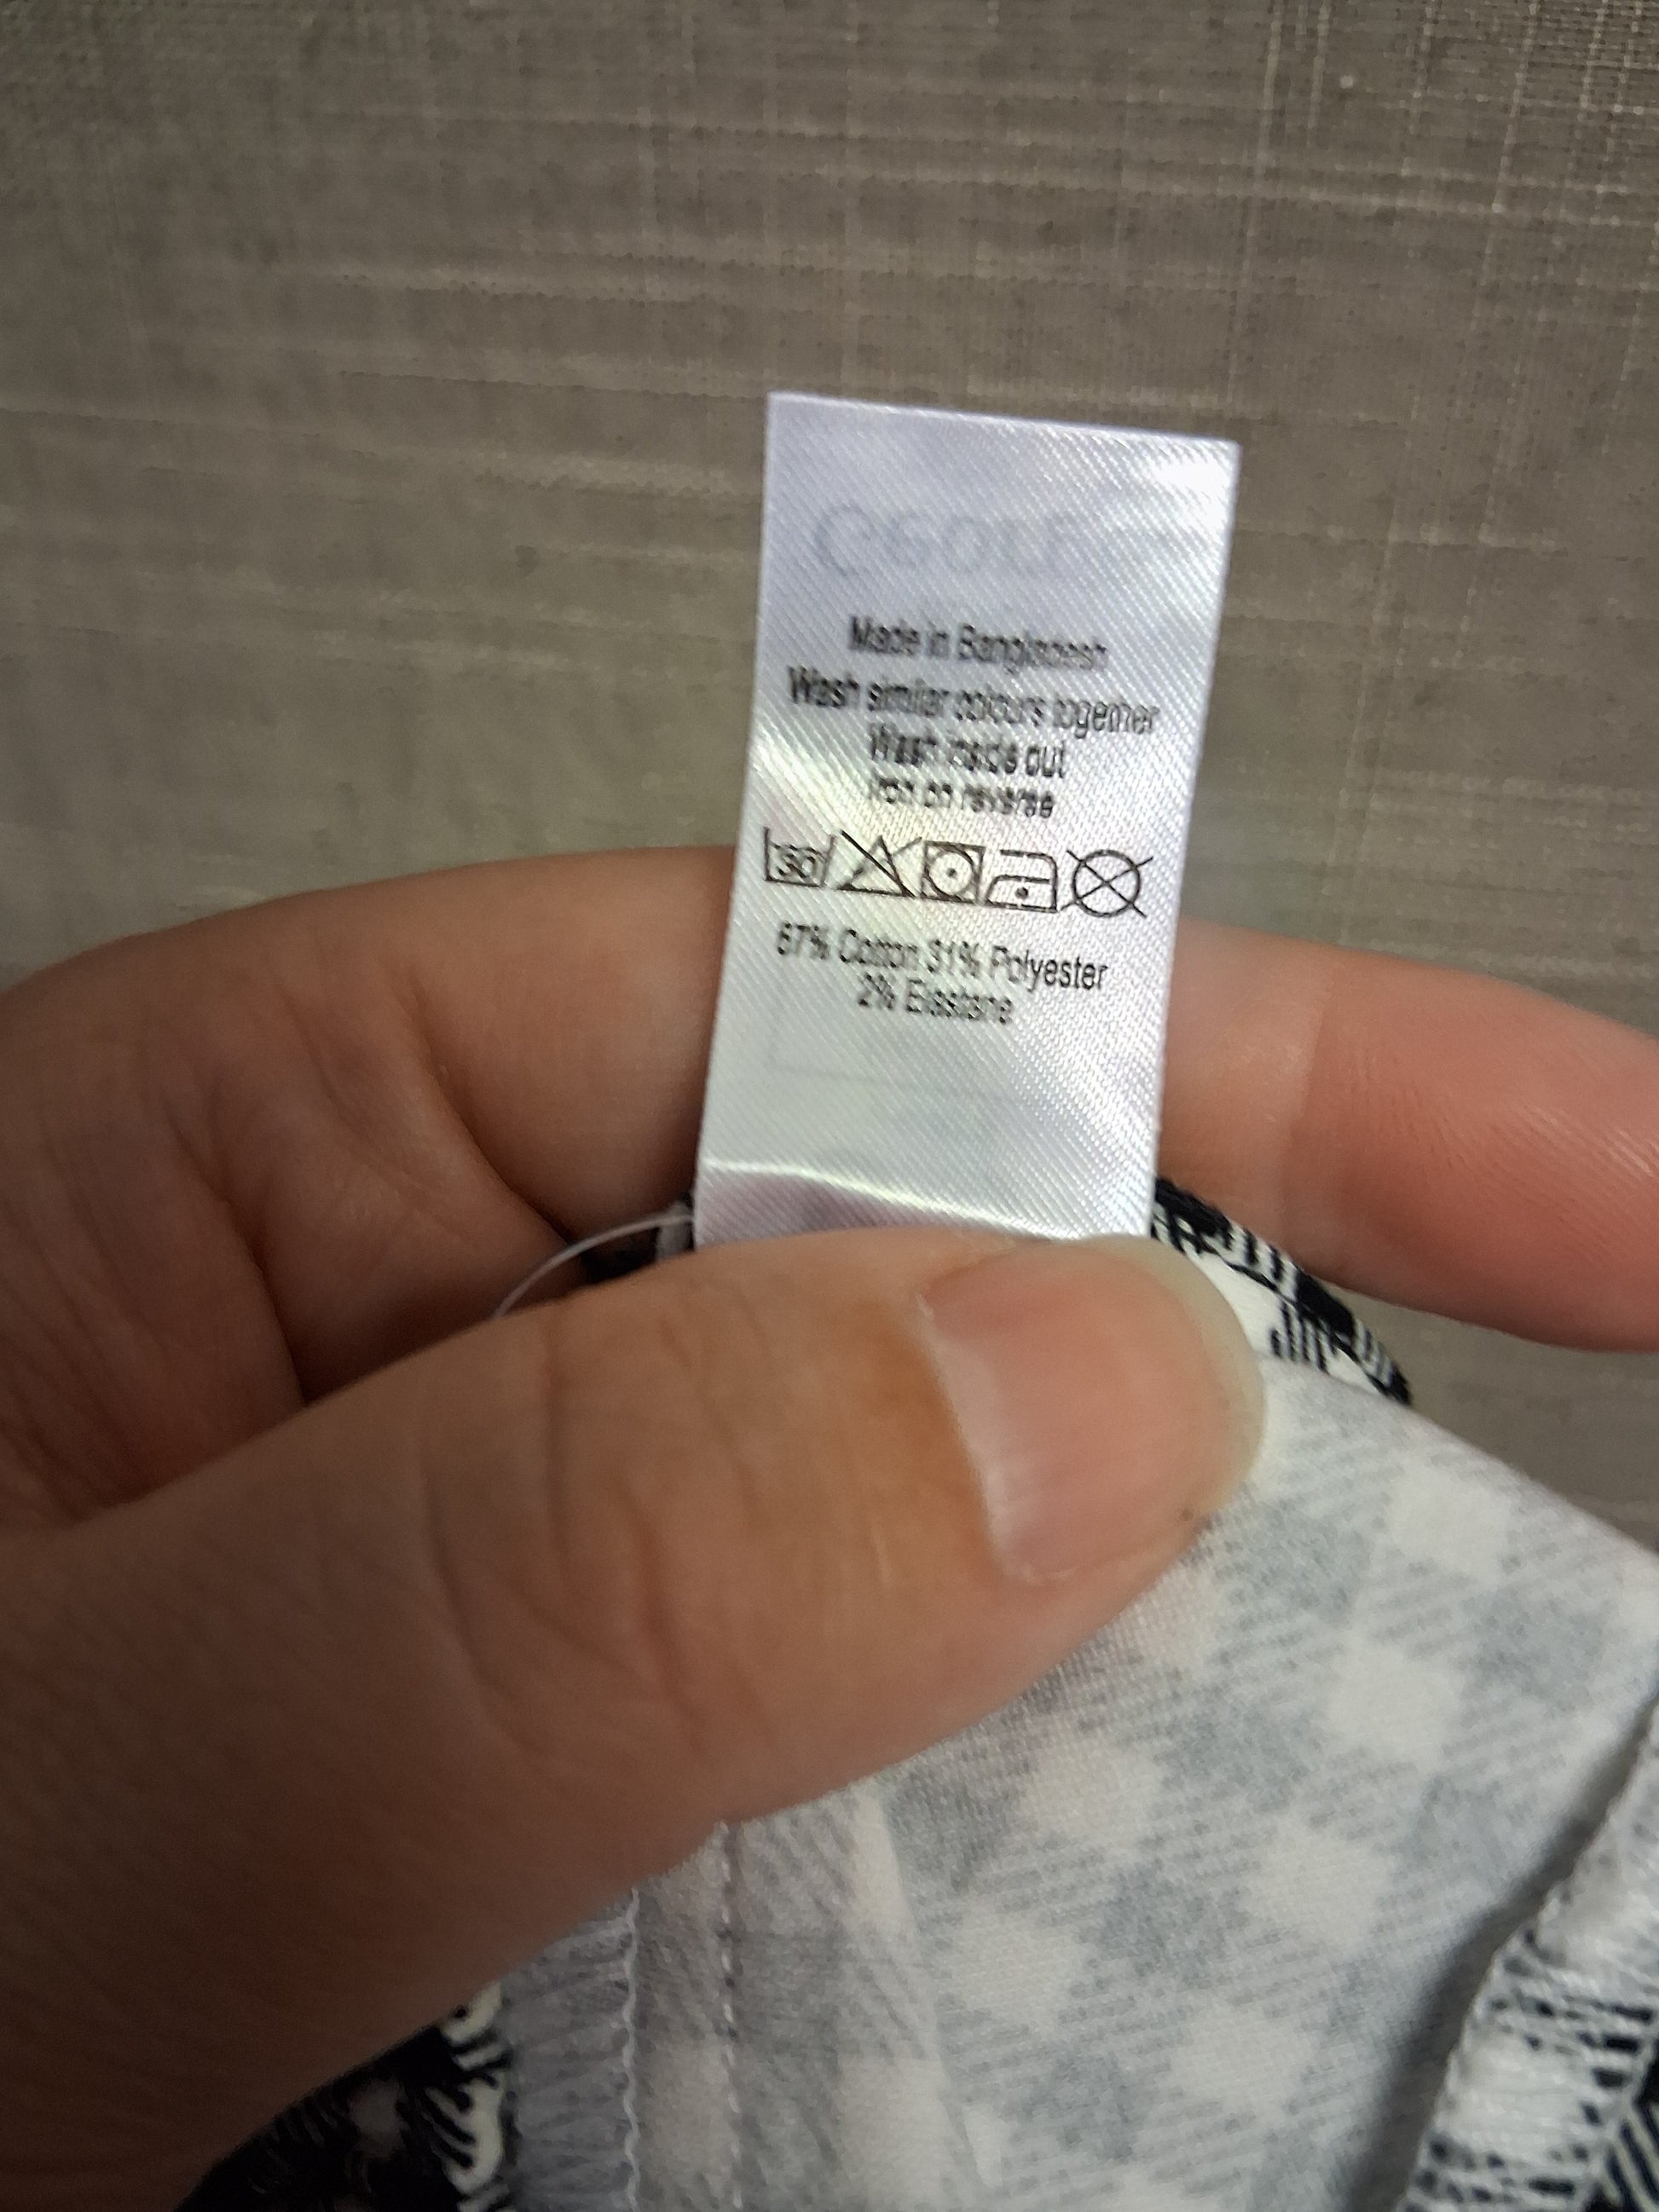 Made in Bangladesh
Wash similar colours together
Wash inside out
Iron on reverse
30
67% Cotton 31% Polyester
2% Elastane